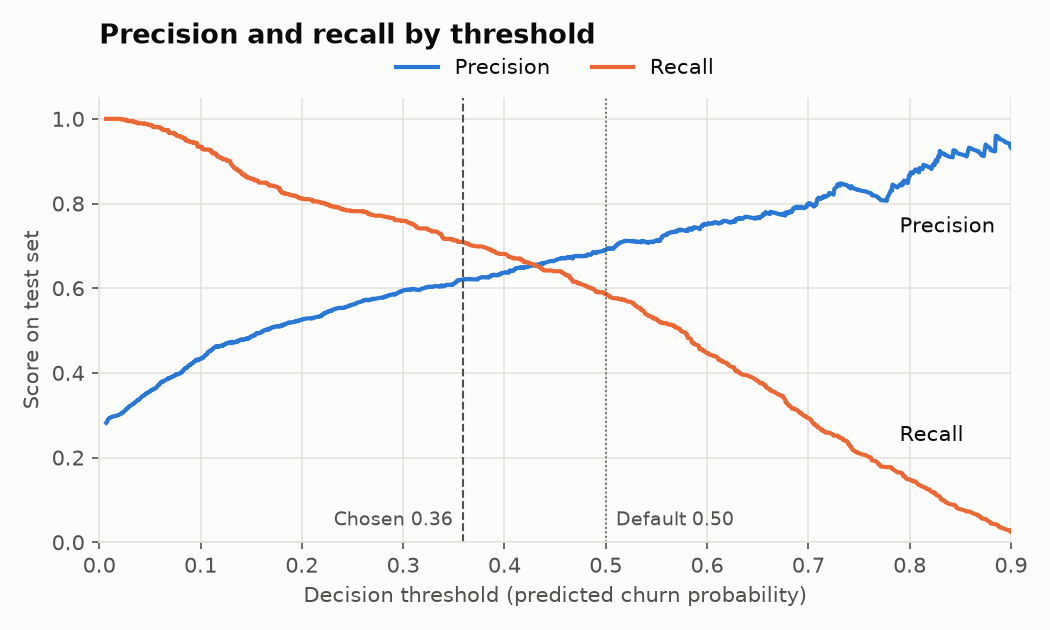 Precision and recall by threshold
Precision Recall
Score on test set
1.0
0.8
0.6
0.4
0.2
0.0
Precision
Recall
Chosen 0.36
Default 0.50
0.0 0.1 0.2 0.3 0.4 0.5 0.6 0.7 0.8 0.9
Decision threshold (predicted churn probability)